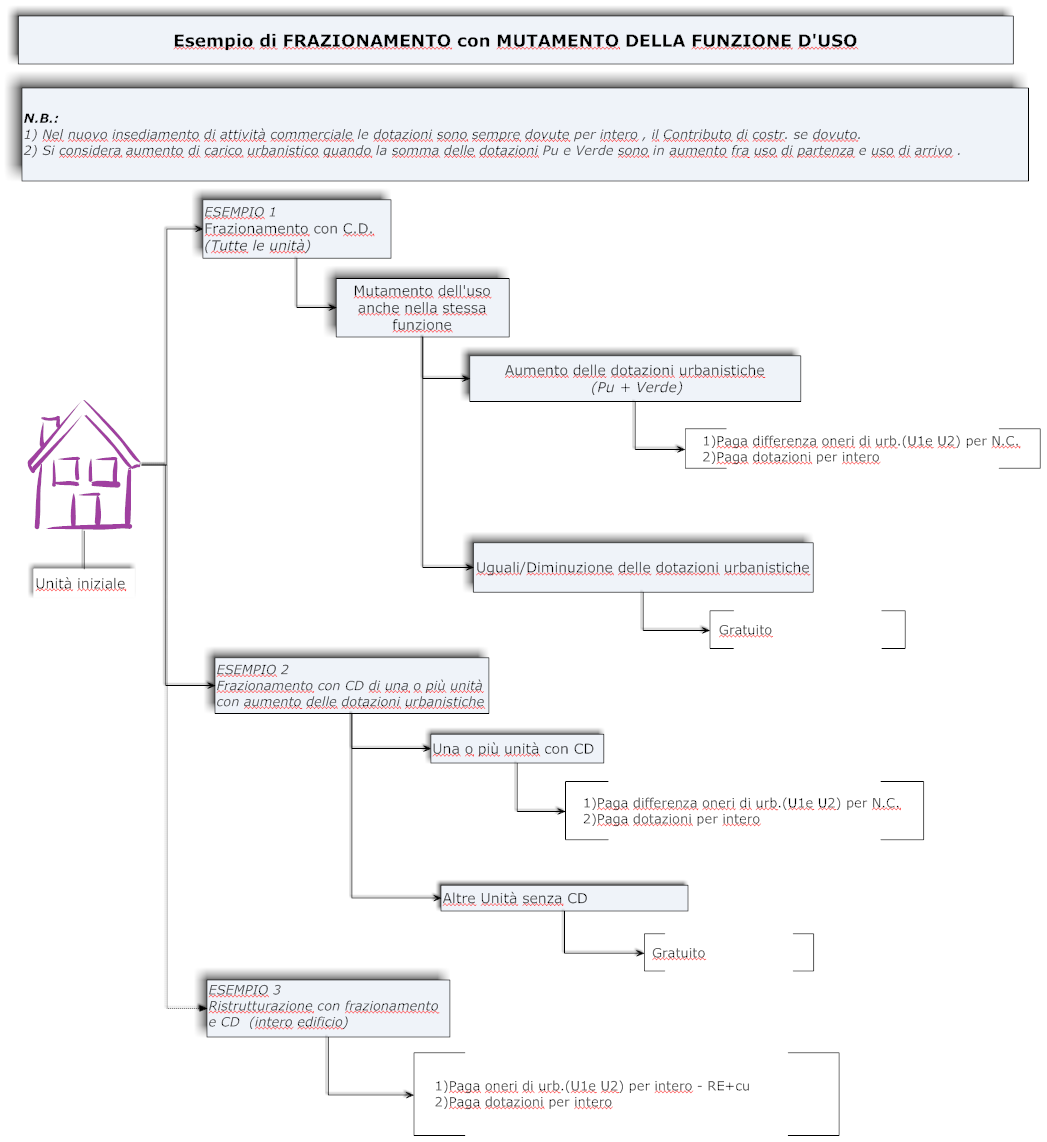 Esempio di FRAZIONAMENTO con MUTAMENTO DELLA FUNZIONE D'USO
N.B.:
1) Nel nuovo insediamento di attività commerciale le dotazioni sono sempre dovute per intero , il Contributo di costr. se dovuto.
2) Si considera aumento di carico urbanistico quando la somma delle dotazioni Pu e Verde sono in aumento fra uso di partenza e uso di arrivo .
ESEMPIO 1
Frazionamento con C.D.
(Tutte le unità)
Mutamento dell'uso
anche nella stessa
funzione
Aumento delle dotazioni urbanistiche
(Pu + Verde)
1)Paga differenza oneri di urb.(U1e U2) per N.C.
2)Paga dotazioni per intero
Uguali/Diminuzione delle dotazioni urbanistiche
Unità iniziale
Gratuito
ESEMPIO 2
Frazionamento con CD di una o più unità
con aumento delle dotazioni urbanistiche
Una o più unità con CD
1)Paga differenza oneri di urb.(U1e U2) per N.C.
2)Paga dotazioni per intero
Altre Unità senza CD
Gratuito
ESEMPIO 3
Ristrutturazione con frazionamento
e CD  (intero edificio)
1)Paga oneri di urb.(U1e U2) per intero - RE+cu
2)Paga dotazioni per intero